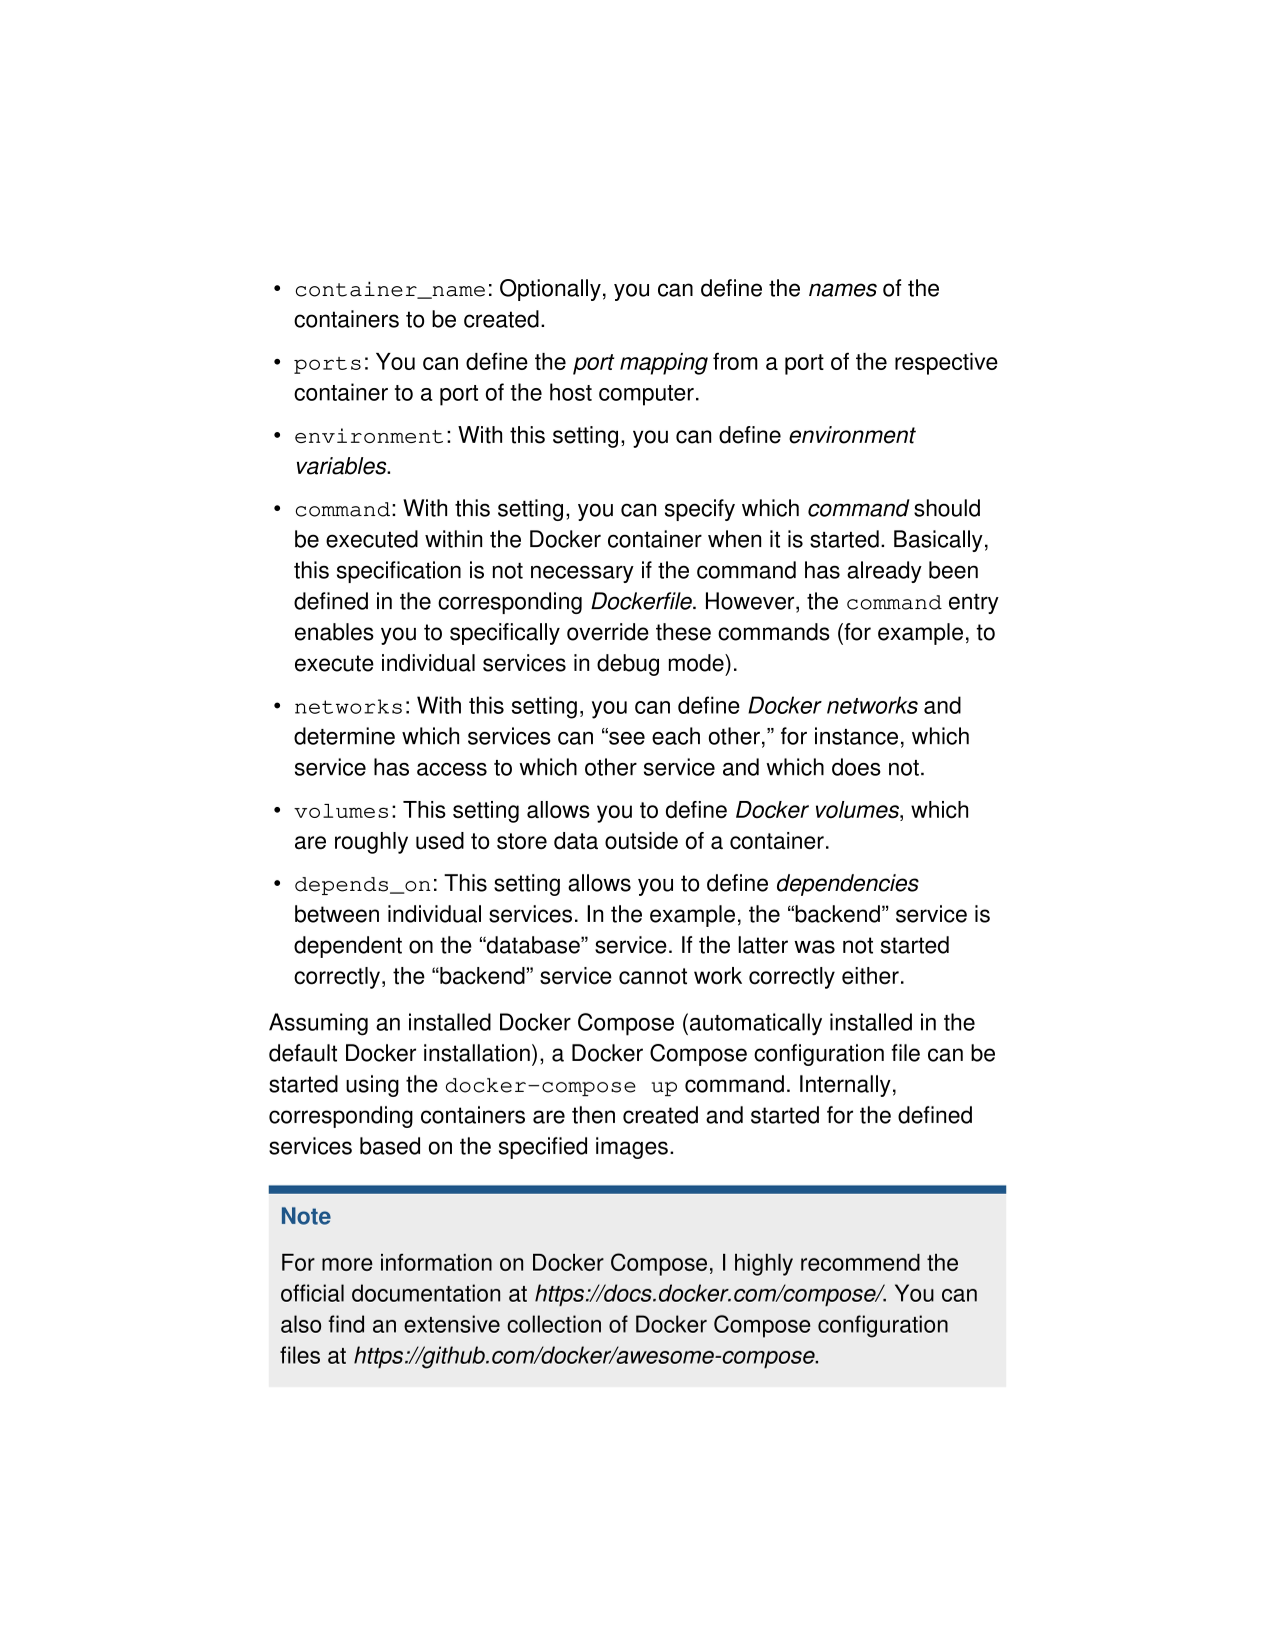 • container_name: Optionally, you can define the names of the
containers to be created.
• ports: You can define the port mapping from a port of the respective
container to a port of the host computer.
• environment: With this setting, you can define environment
variables.
• command: With this setting, you can specify which command should
be executed within the Docker container when it is started. Basically,
this specification is not necessary if the command has already been
defined in the corresponding Dockerfile. However, the command entry
enables you to specifically override these commands (for example, to
execute individual services in debug mode).
• networks: With this setting, you can define Docker networks and
determine which services can “see each other,” for instance, which
service has access to which other service and which does not.
• volumes: This setting allows you to define Docker volumes, which
are roughly used to store data outside of a container.
• depends_on: This setting allows you to define dependencies
between individual services. In the example, the “backend” service is
dependent on the “database” service. If the latter was not started
correctly, the “backend” service cannot work correctly either.
Assuming an installed Docker Compose (automatically installed in the
default Docker installation), a Docker Compose configuration file can be
started using the docker-compose up command. Internally,
corresponding containers are then created and started for the defined
services based on the specified images.
Note
For more information on Docker Compose, I highly recommend the
official documentation at https://docs.docker.com/compose/. You can
also find an extensive collection of Docker Compose configuration
files at https://github.com/docker/awesome-compose.